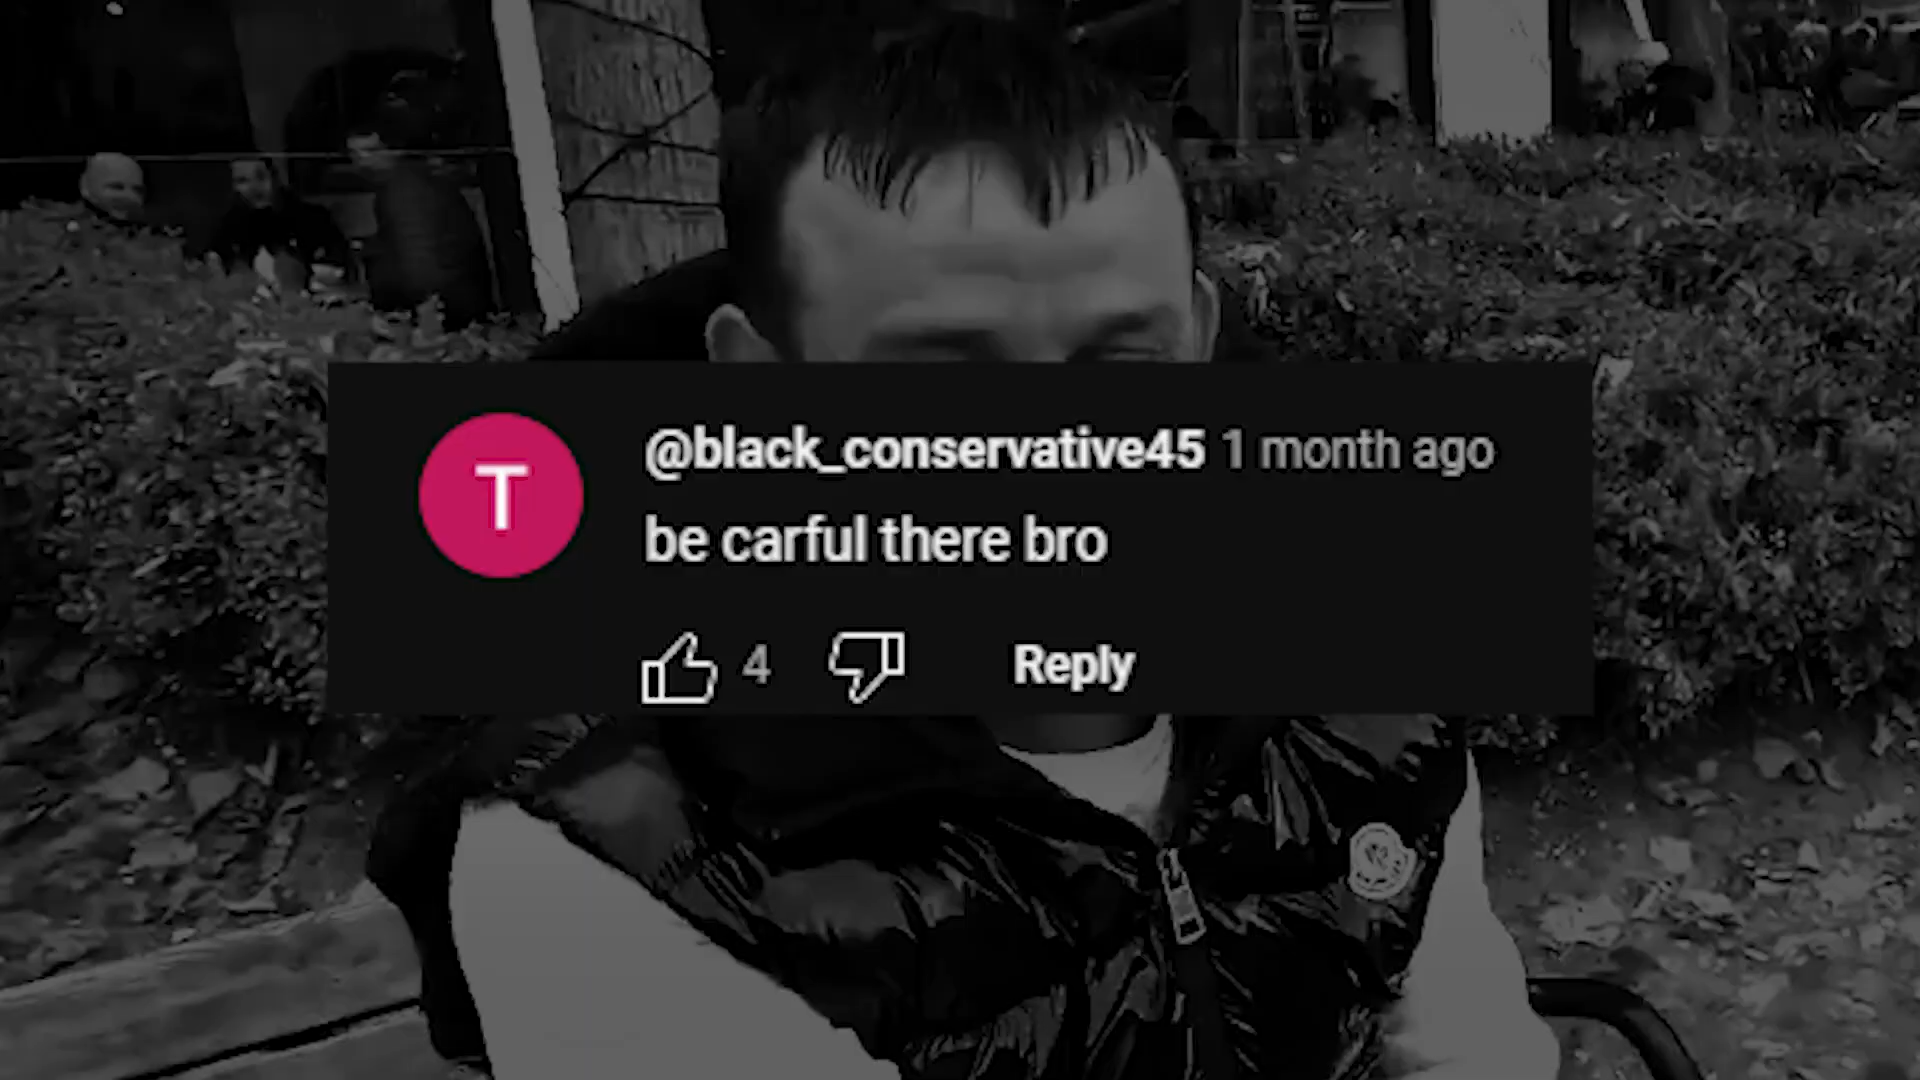 T
@black_conservative45 1 month ago
be carful there bro
4
Reply